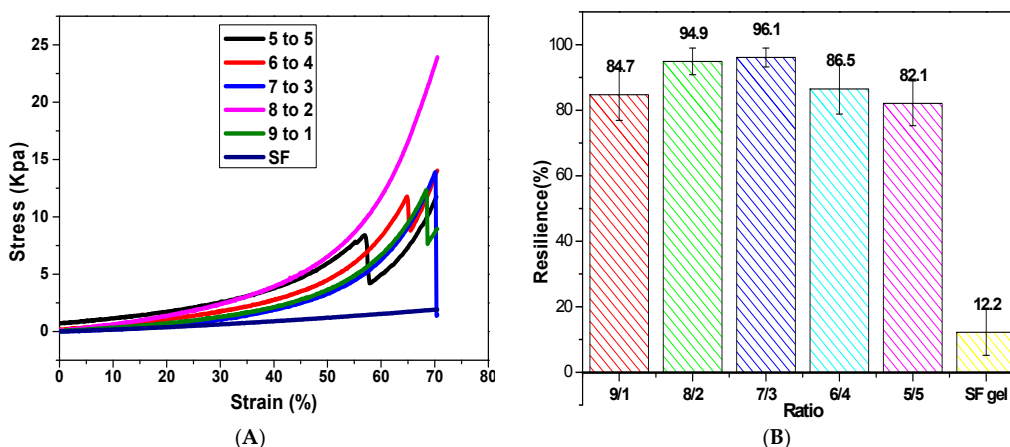 25
20
15
10
5
0
Stress (Kpa)
5 to 5
6 to 4
7 to 3
8 to 2
9 to 1
SF
0 10 20 30 40 50 60 70 80
Strain (%)
(A)
100
80
60
40
20
0
Resilience(%)
84.7
94.9
96.1
86.5
82.1
12.2
9/1 8/2 7/3 6/4 5/5 SF gel
Ratio
(B)